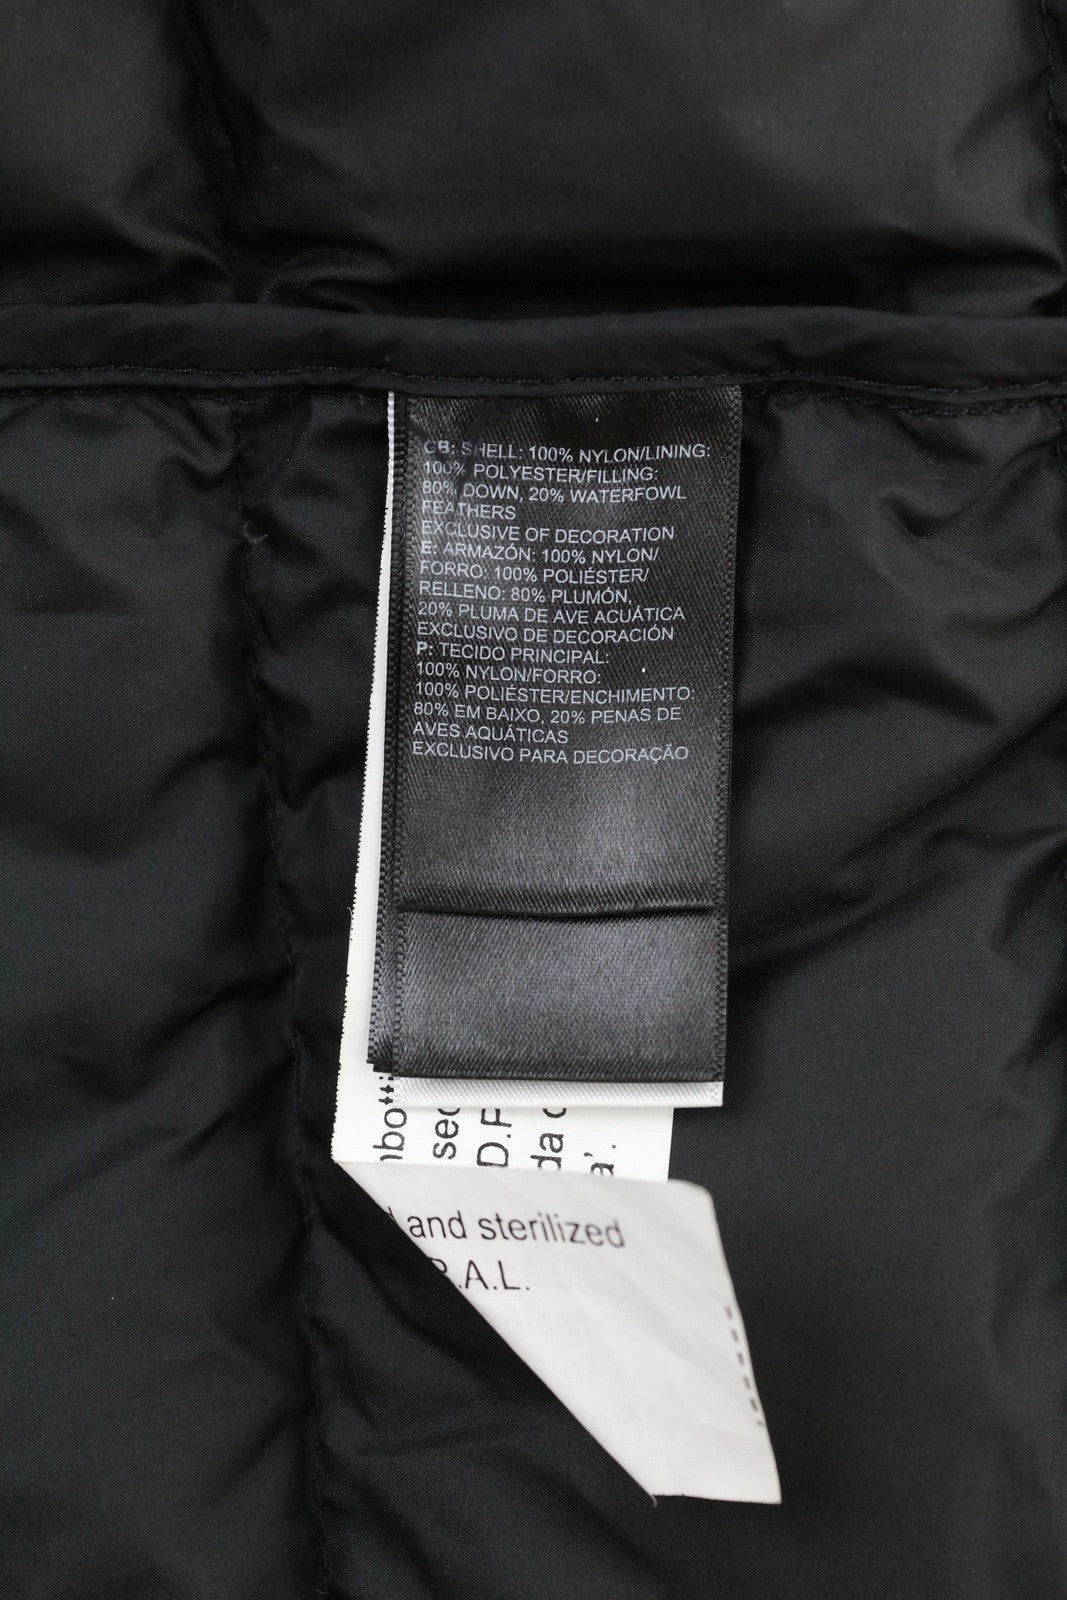 GB: SHELL: 100% NYLON/LINING:
100% POLYESTER/FILLING:
80% DOWN, 20% WATERFOWL
FEATHERS
EXCLUSIVE OF DECORATION
E: ARMAZÓN: 100% NYLON/
FORRO: 100% POLIÉSTER/
RELLENO: 80% PLUMÓN,
20% PLUMA DE AVE ACUÁTICA
EXCLUSIVO DE DECORACIÓN
P: TECIDO PRINCIPAL:
100% NYLON/FORRO:
100% POLIÉSTER/ENCHIMENTO:
80% EM BAIXO, 20% PENAS DE
AVES AQUÁTICAS
EXCLUSIVO PARA DECORAÇÃO
and sterilized
R.A.L.